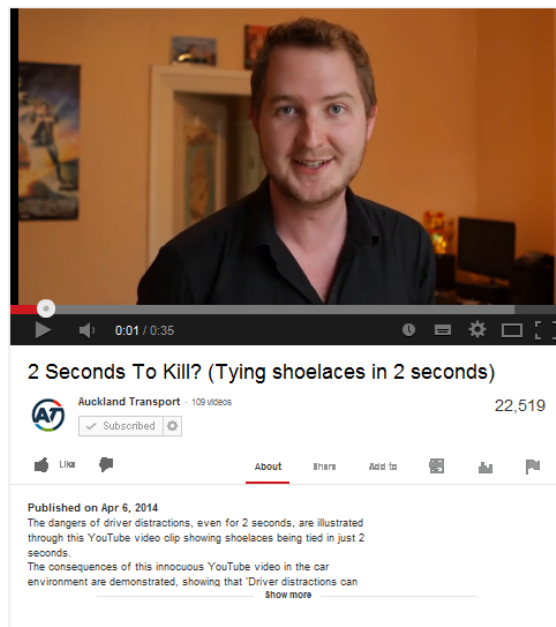 0:01 / 0:35
2 Seconds To Kill? (Tying shoelaces in 2 seconds)
Auckland Transport · 109 videos
22,519
AT
Subscribed
Like
About Share Add to
Published on Apr 6, 2014
The dangers of driver distractions, even for 2 seconds, are illustrated
through this YouTube video clip showing shoelaces being tied in just 2
seconds.
The consequences of this innocuous YouTube video in the car
environment are demonstrated, showing that 'Driver distractions can
Show more